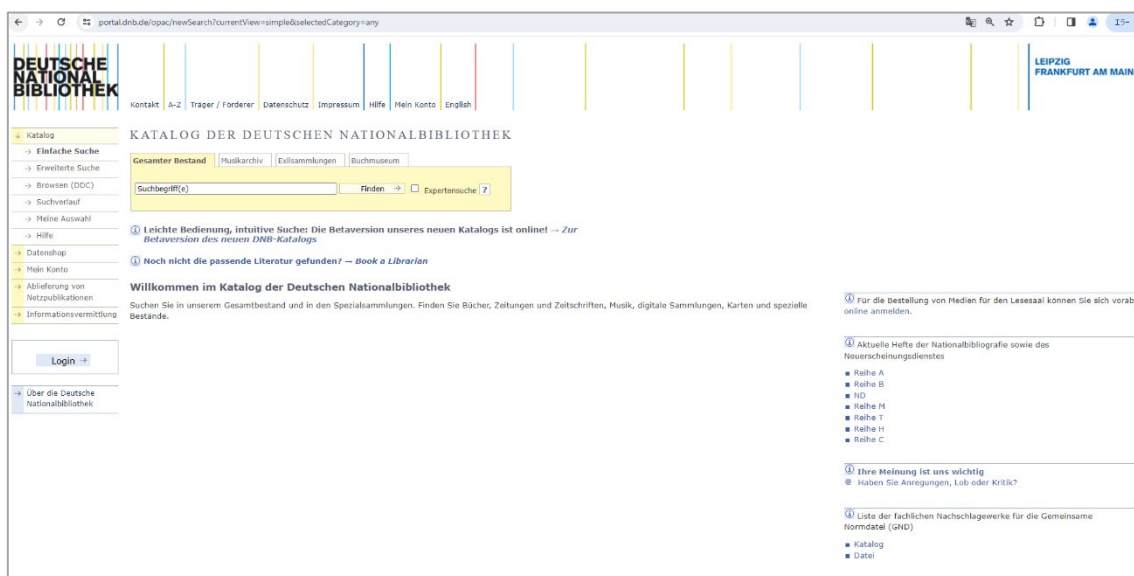 portal.dnb.de/opac/newSearch?currentView=simple&selectedCategory=any
15-
DEUTSCHE
NATIONAL
BIBLIOTHEK
LEIPZIG
FRANKFURT AM MAIN
Kontakt A-Z Träger / Förderer Datenschutz Impressum Hilfe Mein Konto English
Katalog
→ Einfache Suche
→ Erweiterte Suche
→ Browsen (DDC)
→ Suchverlauf
→ Meine Auswahl
→ Hilfe
Datenshop
Mein Konto
Ablieferung von
Netzpublikationen
Informationsvermittlung
Login →
Über die Deutsche
Nationalbibliothek
KATALOG DER DEUTSCHEN NATIONALBIBLIOTHEK
Gesamter Bestand Musikarchiv Exilsammlungen Buchmuseum
Suchbegriff(e) Finden → Expertensuche ?
Leichte Bedienung, intuitive Suche: Die Betaversion unseres neuen Katalogs ist online! → Zur
Betaversion des neuen DNB-Katalogs
Noch nicht die passende Literatur gefunden? → Book a Librarian
Willkommen im Katalog der Deutschen Nationalbibliothek
Suchen Sie in unserem Gesamtbestand und in den Spezialsammlungen. Finden Sie Bücher, Zeitungen und Zeitschriften, Musik, digitale Sammlungen, Karten und spezielle
Bestände.
Für die Bestellung von Medien für den Lesesaal können Sie sich vorab
online anmelden.
Aktuelle Hefte der Nationalbibliografie sowie des
Neuerscheinungsdienstes
Reihe A
Reihe B
ND
Reihe M
Reihe T
Reihe H
Reihe C
Ihre Meinung ist uns wichtig
@ Haben Sie Anregungen, Lob oder Kritik?
Liste der fachlichen Nachschlagewerke für die Gemeinsame
Normdatei (GND)
Katalog
Datei